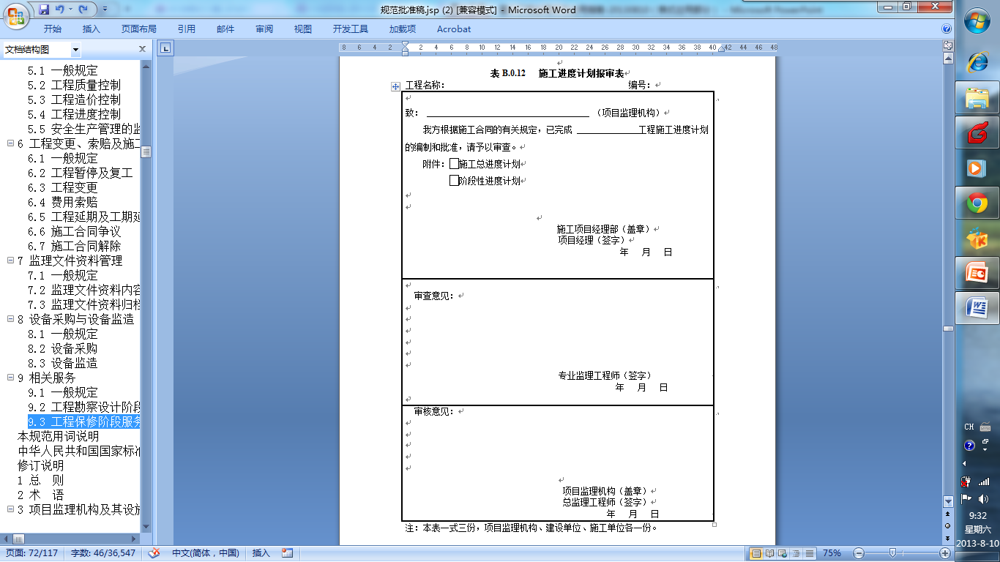 规范批准稿.jsp (2) [兼容模式] - Microsoft Word
开始 插入 页面布局 引用 邮件 审阅 视图 开发工具 加载项 Acrobat
文档结构图
5.1 一般规定
5.2 工程质量控制
5.3 工程造价控制
5.4 工程进度控制
5.5 安全生产管理的监
6 工程变更、索赔及施工
6.1 一般规定
6.2 工程暂停及复工
6.3 工程变更
6.4 费用索赔
6.5 工程延期及工期延
6.6 施工合同争议
6.7 施工合同解除
7 监理文件资料管理
7.1 一般规定
7.2 监理文件资料内容
7.3 监理文件资料归档
8 设备采购与设备监造
8.1 一般规定
8.2 设备采购
8.3 设备监造
9 相关服务
9.1 一般规定
9.2 工程勘察设计阶段
9.3 工程保修阶段服务
本规范用词说明
中华人民共和国国家标准
修订说明
1 总 则
2 术 语
3 项目监理机构及其设施
8 6 4 2 2 4 6 8 10 12 14 16 18 20 22 24 26 28 30 32 34 36 38 40 42 44 46 48
表 B.0.12 施工进度计划报审表
工程名称： 编号：
致： （项目监理机构）
我方根据施工合同的有关规定，已完成 工程施工进度计划
的编制和批准，请予以审查。
附件：□施工总进度计划
□阶段性进度计划
施工项目经理部（盖章）
项目经理（签字）
年 月 日
审查意见：
专业监理工程师（签字）
年 月 日
审核意见：
项目监理机构（盖章）
总监理工程师（签字）
年 月 日
注：本表一式三份，项目监理机构、建设单位、施工单位各一份。
页面: 72/117 字数: 46/36,547 中文(简体，中国) 插入 75%
CH
9:32
星期六
2013-8-10